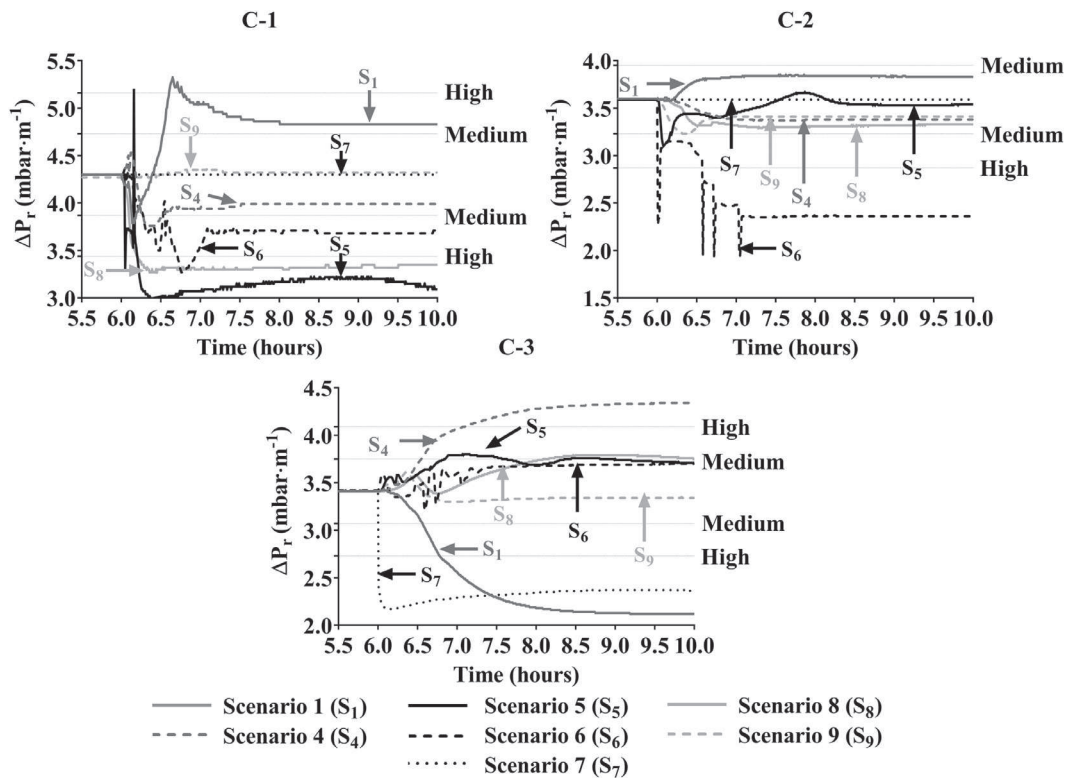 C-1
ΔPr (mbar·m-1)
5.5
5.0
4.5
4.0
3.5
3.0
5.5 6.0 6.5 7.0 7.5 8.0 8.5 9.0 9.5 10.0
Time (hours)
S1
S9
S7
S4
S6
S5
S8
High
Medium
Medium
High
C-2
ΔPr (mbar·m-1)
4.0
3.5
3.0
2.5
2.0
1.5
5.5 6.0 6.5 7.0 7.5 8.0 8.5 9.0 9.5 10.0
Time (hours)
S1
S7
S9
S4
S8
S5
S6
Medium
Medium
High
C-3
ΔPr (mbar·m-1)
4.5
4.0
3.5
3.0
2.5
2.0
5.5 6.0 6.5 7.0 7.5 8.0 8.5 9.0 9.5 10.0
Time (hours)
S4
S5
S8
S6
S9
S1
S7
High
Medium
Medium
High
Scenario 1 (S1) Scenario 5 (S5) Scenario 8 (S8)
Scenario 4 (S4) Scenario 6 (S6) Scenario 9 (S9)
Scenario 7 (S7)